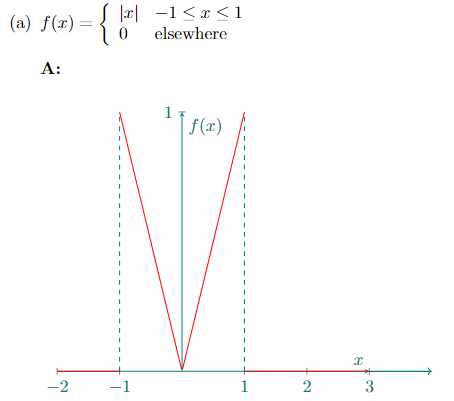 (a) f(x) = { |x| −1 ≤ x ≤ 1
0 elsewhere
A:
1
f(x)
x
−2 −1 1 2 3